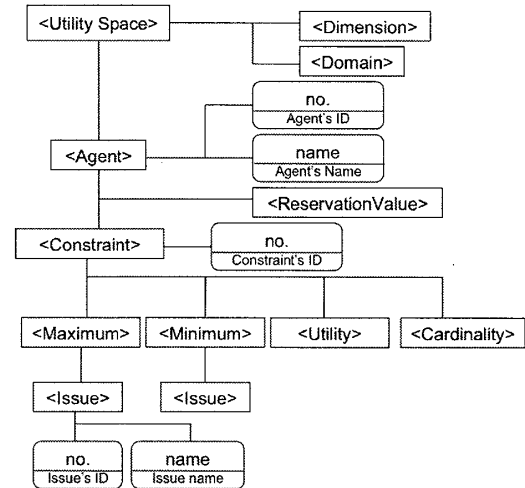 <Utility Space>
<Dimension>
<Domain>
no.
Agent's ID
<Agent>
name
Agent's Name
<ReservationValue>
<Constraint>
no.
Constraint's ID
<Maximum>
<Minimum>
<Utility>
<Cardinality>
<Issue>
<Issue>
no.
Issue's ID
name
Issue name